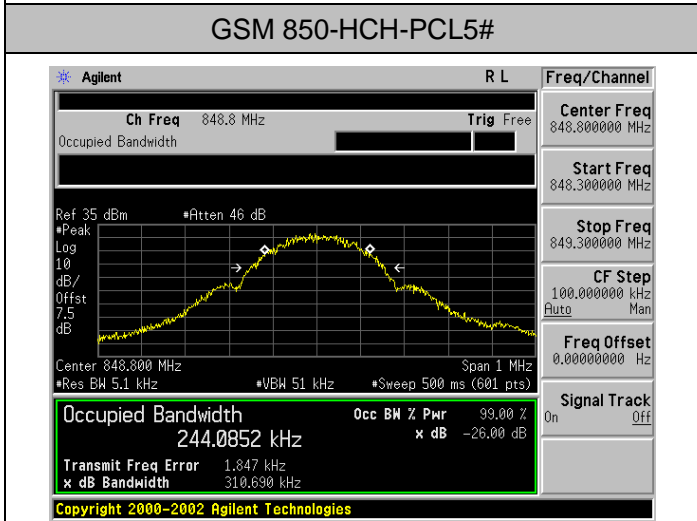 GSM 850-HCH-PCL5#
Agilent R L Freq/Channel
Ch Freq 848.8 MHz Trig Free
Occupied Bandwidth
Center Freq
848.800000 MHz
Start Freq
848.300000 MHz
Stop Freq
849.300000 MHz
CF Step
100.000000 kHz
Auto Man
Freq Offset
0.00000000 Hz
Signal Track
On Off
Ref 35 dBm #Atten 46 dB
#Peak
Log
10
dB/
Offst
7.5
dB
Center 848.800 MHz Span 1 MHz
#Res BW 5.1 kHz #VBW 51 kHz #Sweep 500 ms (601 pts)
Occupied Bandwidth Occ BW % Pwr 99.00 %
244.0852 kHz x dB -26.00 dB
Transmit Freq Error 1.847 kHz
x dB Bandwidth 310.690 kHz
Copyright 2000-2002 Agilent Technologies